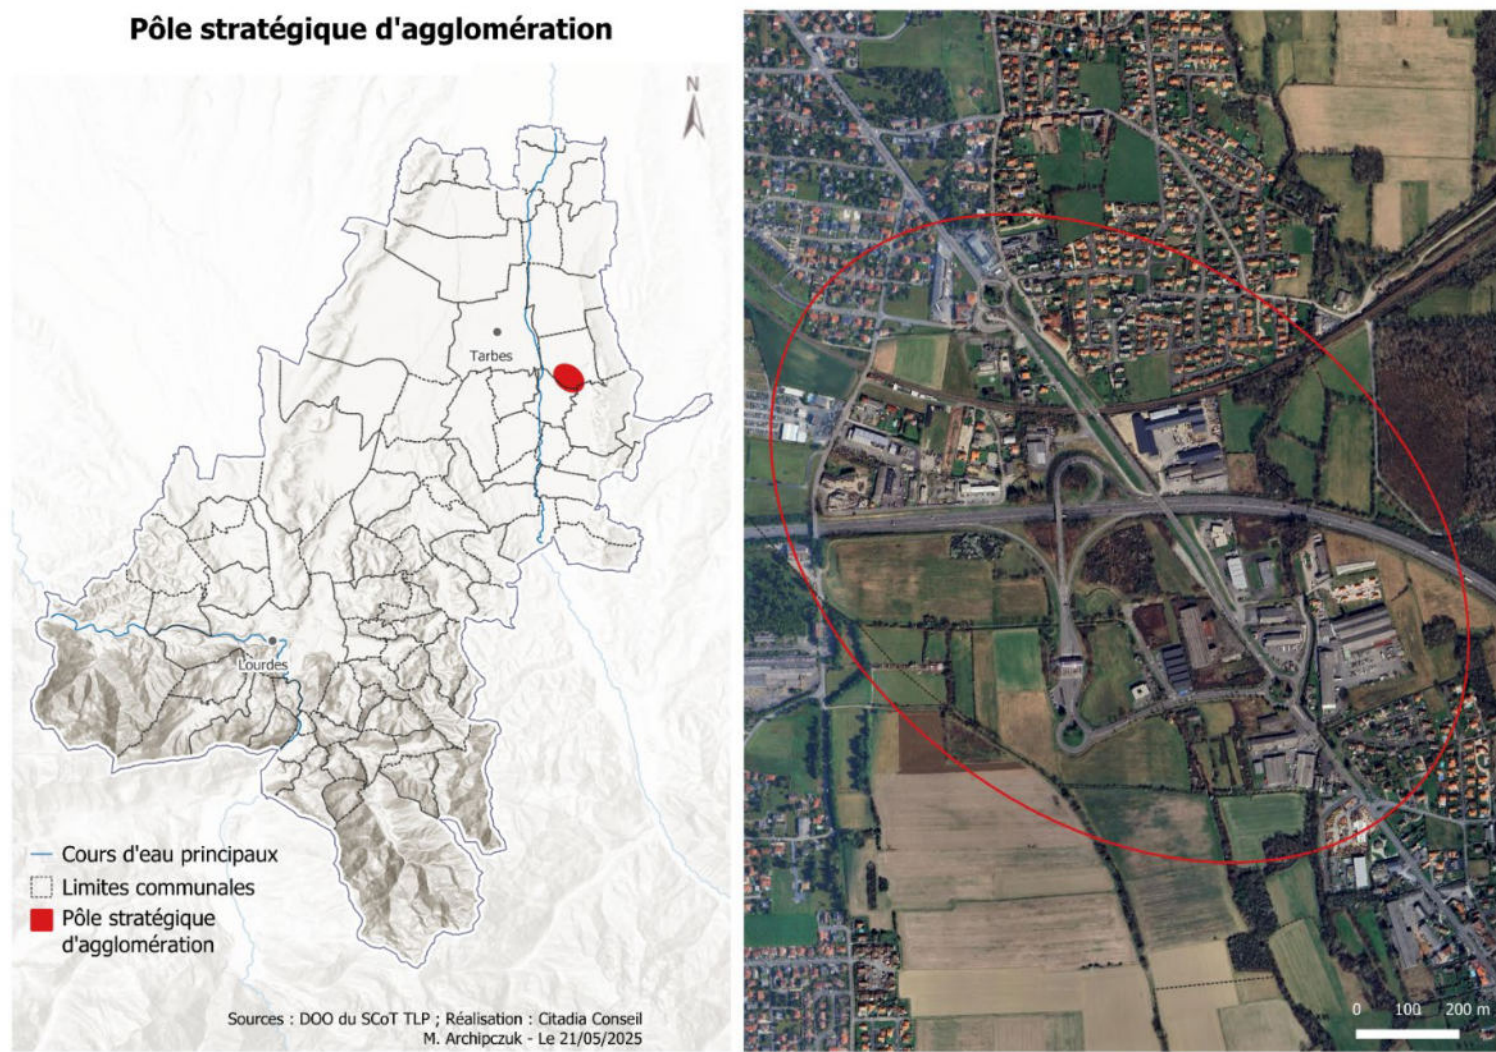 Pôle stratégique d'agglomération
N
Tarbes
Lourdes
Cours d'eau principaux
Limites communales
Pôle stratégique
d'agglomération
Sources : DOO du SCoT TLP ; Réalisation : Citadia Conseil
M. Archipczuk - Le 21/05/2025
0 100 200 m